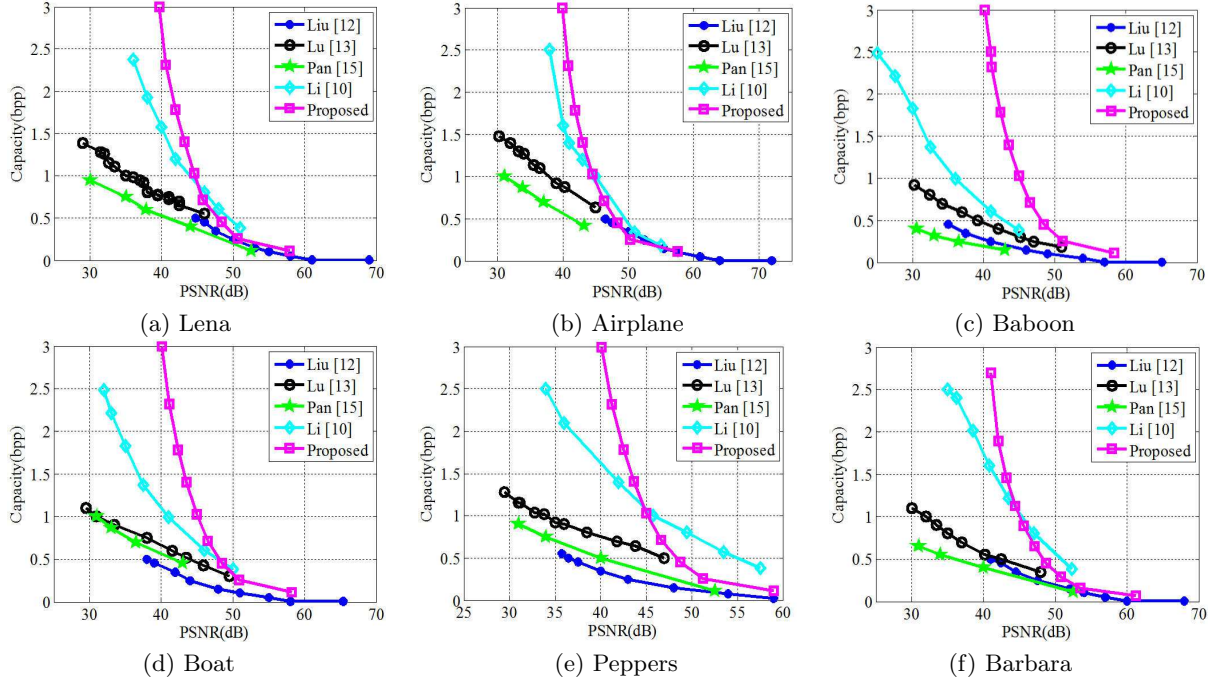 3
2.5
2
1.5
1
0.5
0
Capacity(bpp)
30 40 50 60 70
PSNR(dB)
Liu [12]
Lu [13]
Pan [15]
Li [10]
Proposed
(a) Lena
3
2.5
2
1.5
1
0.5
0
Capacity(bpp)
30 40 50 60 70
PSNR(dB)
Liu [12]
Lu [13]
Pan [15]
Li [10]
Proposed
(b) Airplane
3
2.5
2
1.5
1
0.5
0
Capacity(bpp)
30 40 50 60 70
PSNR(dB)
Liu [12]
Lu [13]
Pan [15]
Li [10]
Proposed
(c) Baboon
3
2.5
2
1.5
1
0.5
0
Capacity(bpp)
30 40 50 60 70
PSNR(dB)
Liu [12]
Lu [13]
Pan [15]
Li [10]
Proposed
(d) Boat
3
2.5
2
1.5
1
0.5
0
Capacity(bpp)
25 30 35 40 45 50 55 60
PSNR(dB)
Liu [12]
Lu [13]
Pan [15]
Li [10]
Proposed
(e) Peppers
3
2.5
2
1.5
1
0.5
0
Capacity(bpp)
30 40 50 60 70
PSNR(dB)
Liu [12]
Lu [13]
Pan [15]
Li [10]
Proposed
(f) Barbara